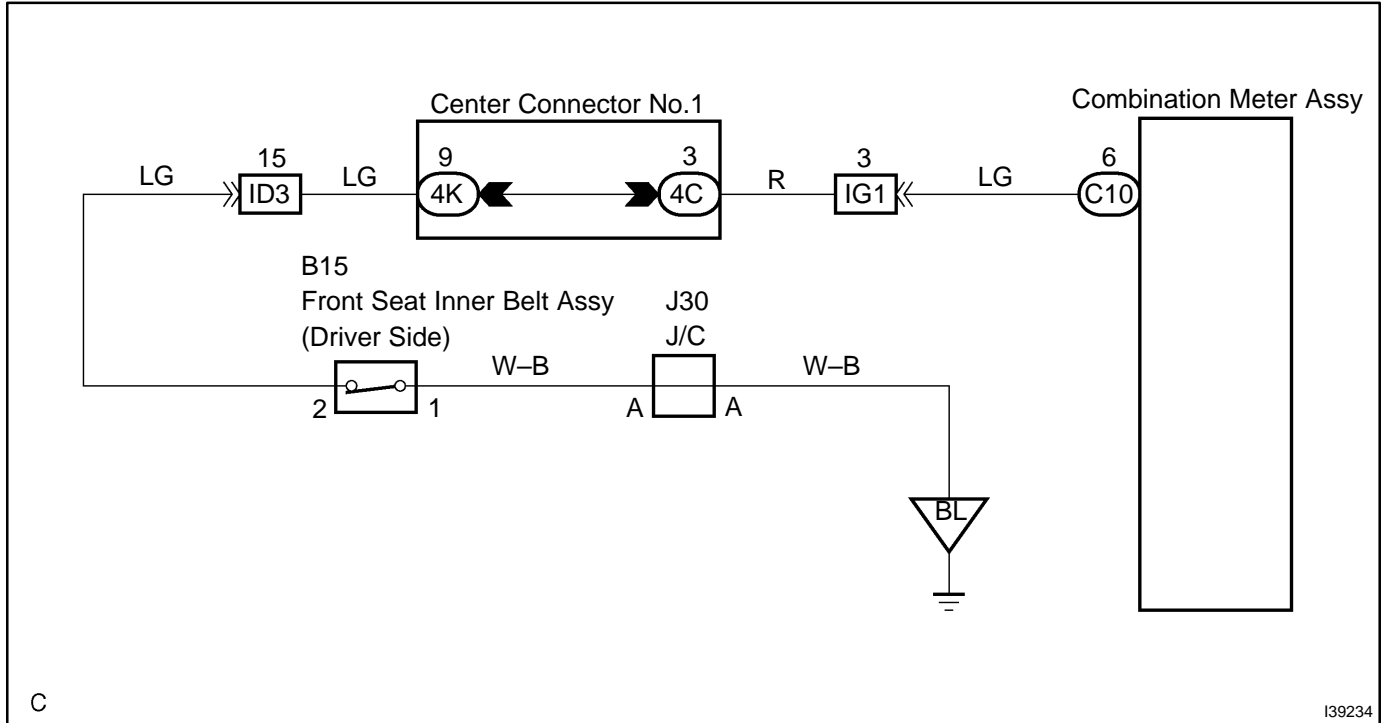 Center Connector No.1
Combination Meter Assy
15
9
3
3
6
LG
LG
R
LG
ID3
4K
4C
IG1
C10
B15
Front Seat Inner Belt Assy
(Driver Side)
J30
J/C
W–B
W–B
2
1
A
A
BL
C
I39234